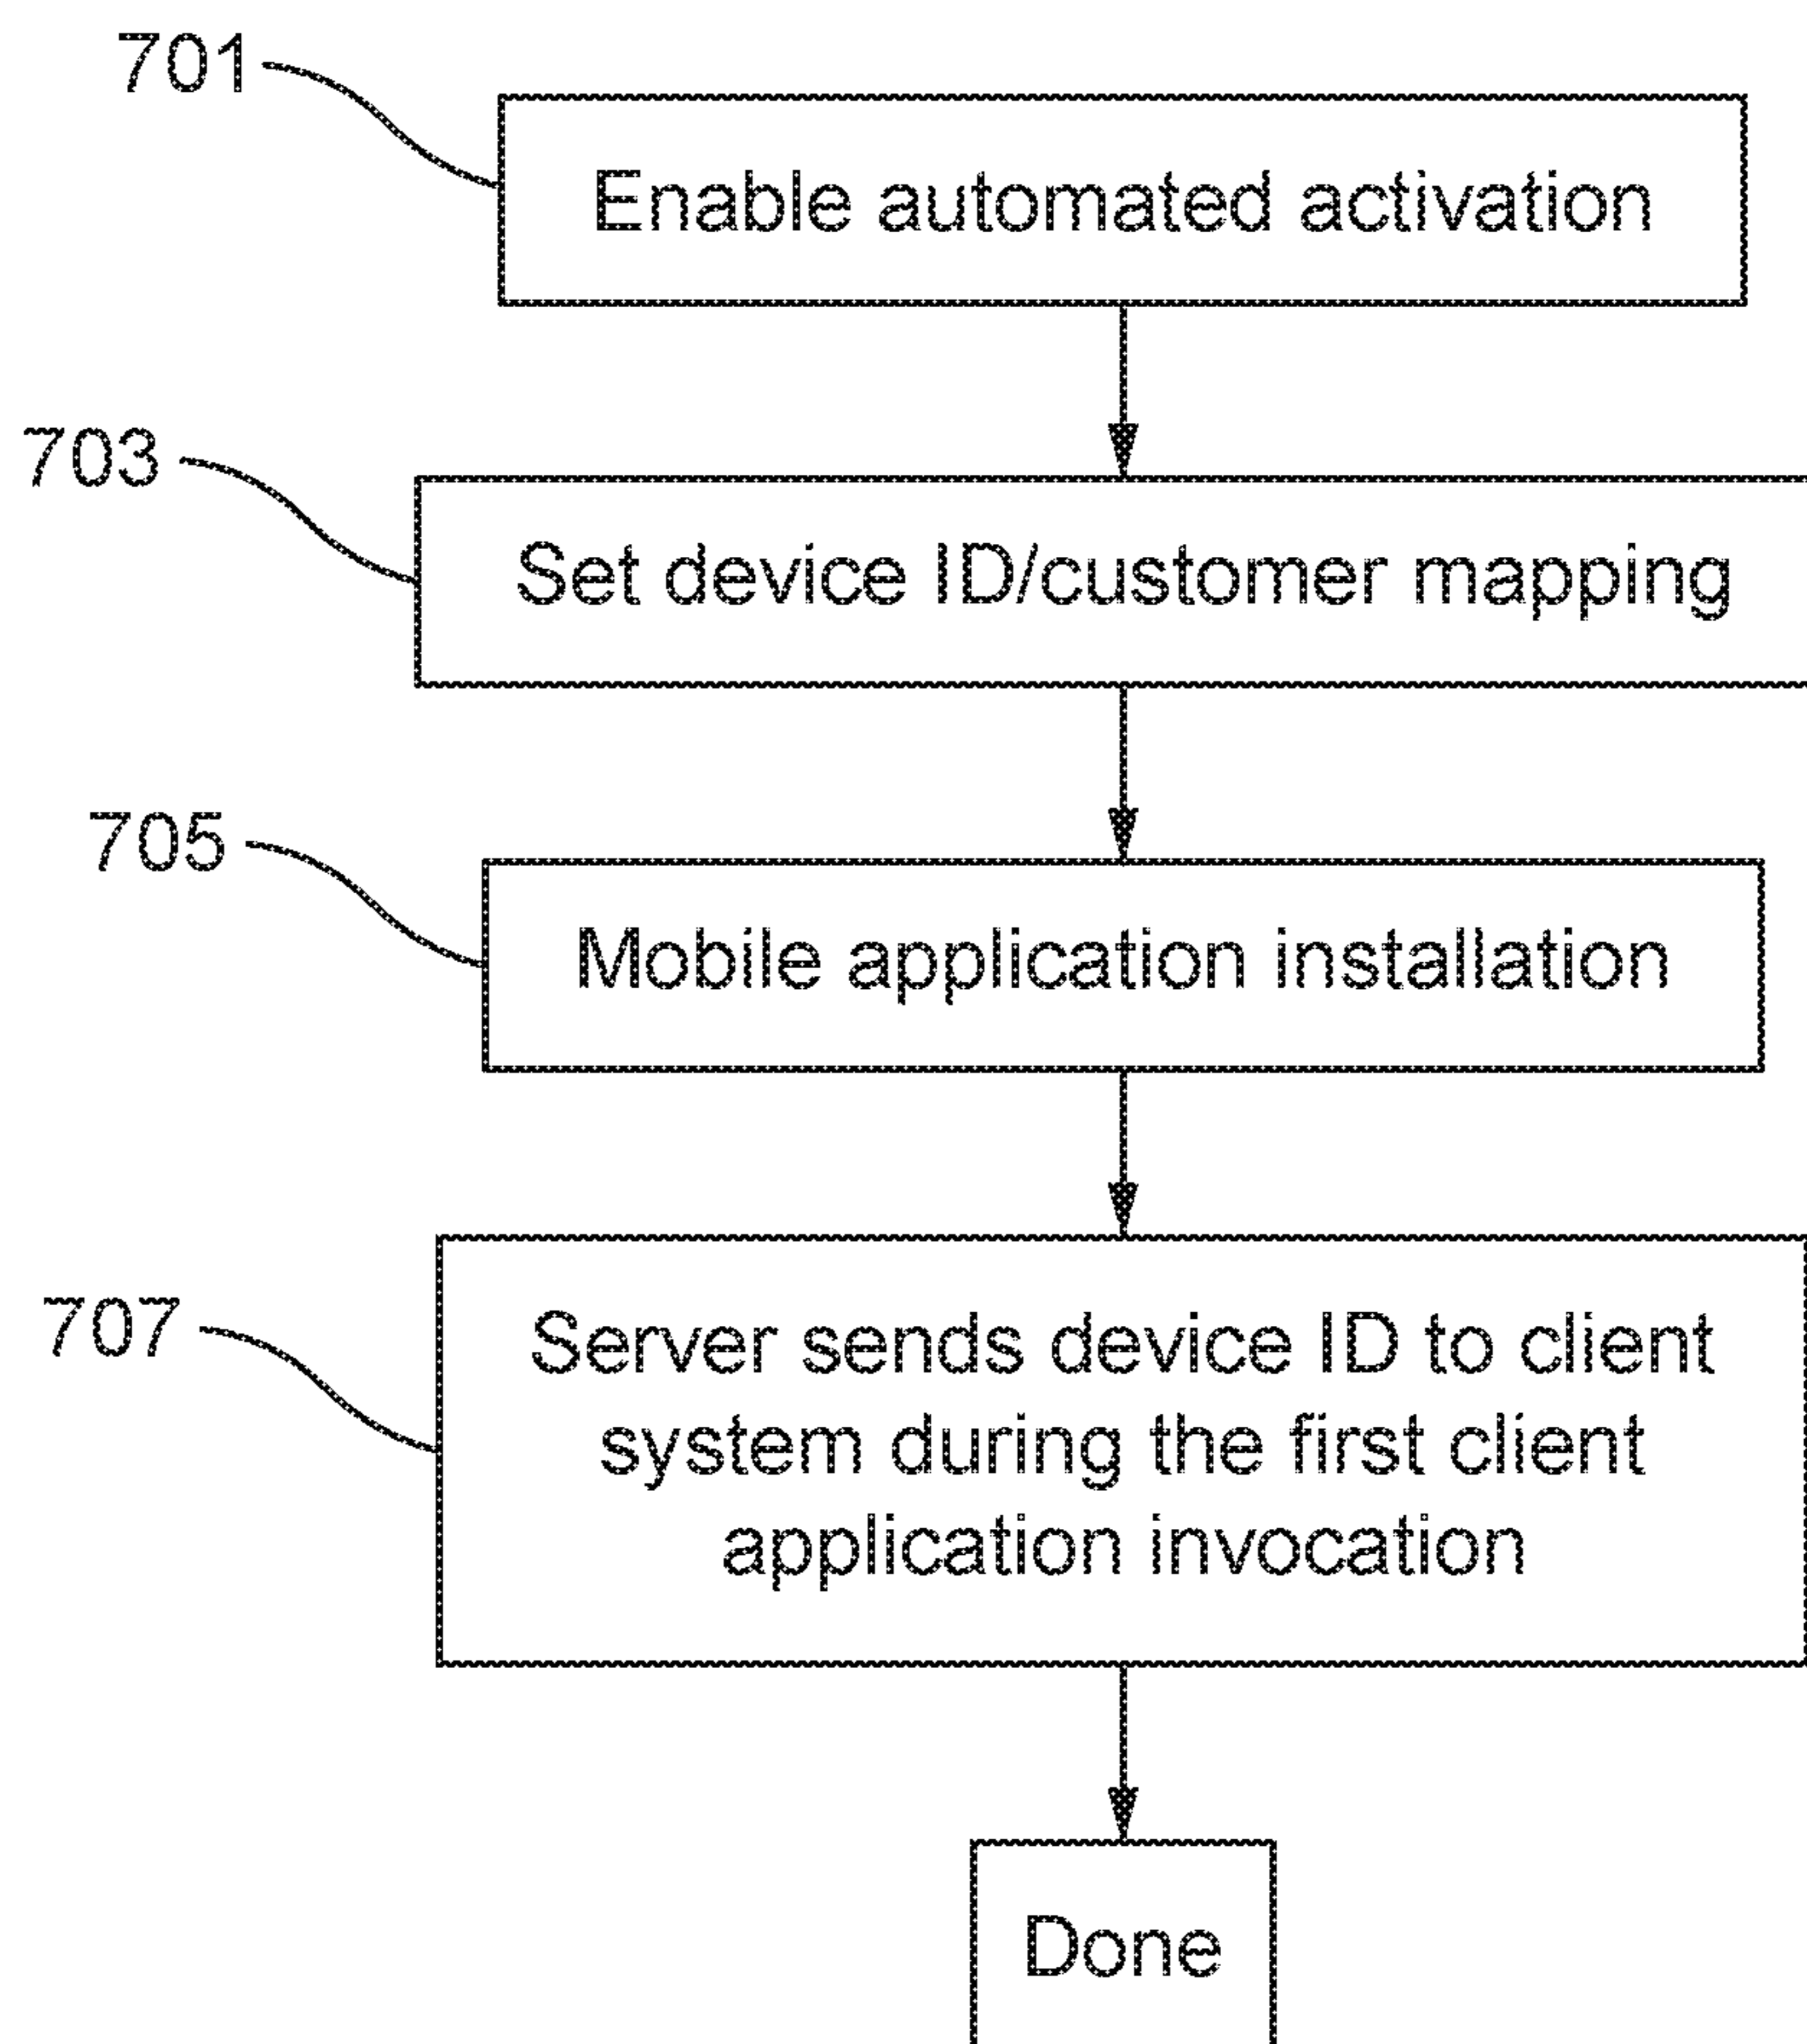 701
Enable automated activation
703
Set device ID/customer mapping
705
Mobile application installation
707
Server sends device ID to client
system during the first client
application invocation
Done